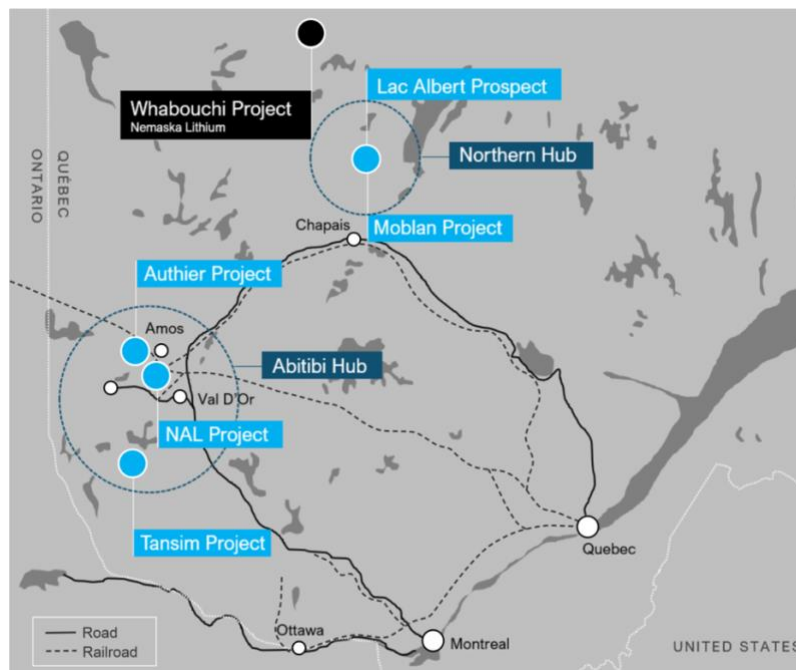 Lac Albert Prospect
Whabouchi Project
Nemaska Lithium
Northern Hub
ONTARIO
QUÉBEC
Chapais
Moblan Project
Authier Project
Amos
Abitibi Hub
Val D'Or
NAL Project
Tansim Project
Quebec
Ottawa
Montreal
UNITED STATES
Road
Railroad